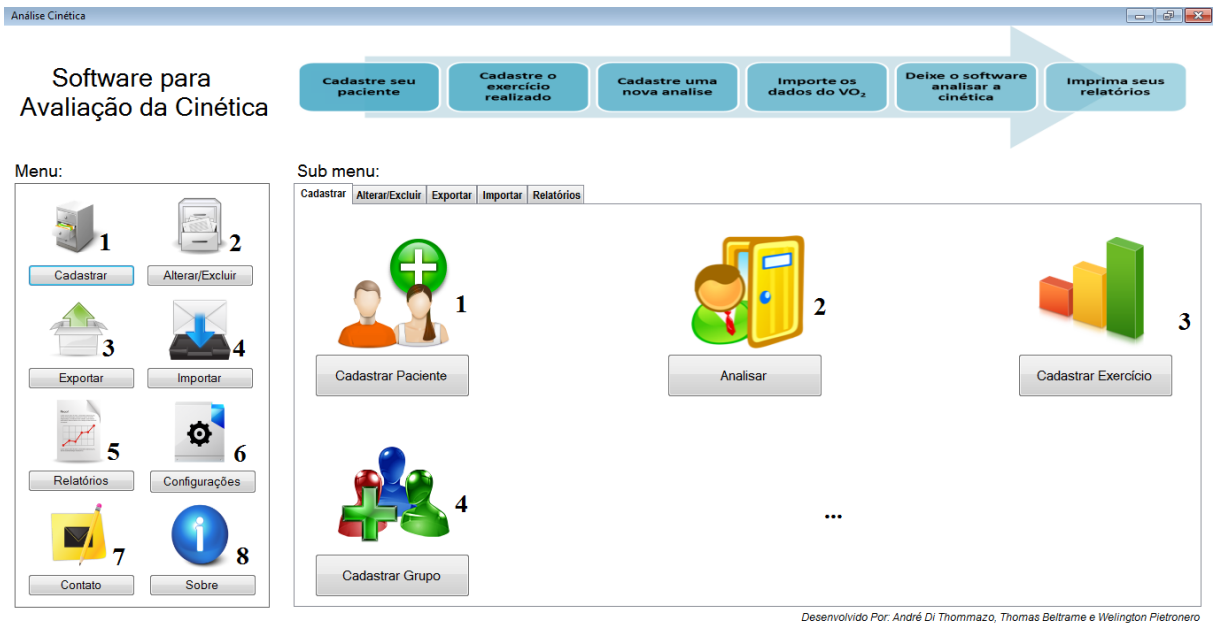 Análise Cinética
Software para
Avaliação da Cinética
Cadastre seu
paciente
Cadastre o
exercício
realizado
Cadastre uma
nova analise
Importe os
dados do VO₂
Deixe o software
analisar a
cinética
Imprima seus
relatórios
Menu:
1
2
Cadastrar
Alterar/Excluir
3
4
Exportar
Importar
5
6
Relatórios
Configurações
7
8
Contato
Sobre
Sub menu:
Cadastrar Alterar/Excluir Exportar Importar Relatórios
1
2
3
Cadastrar Paciente
Analisar
Cadastrar Exercício
4
...
Cadastrar Grupo
Desenvolvido Por: André Di Thommazo, Thomas Beltrame e Welington Pietronero